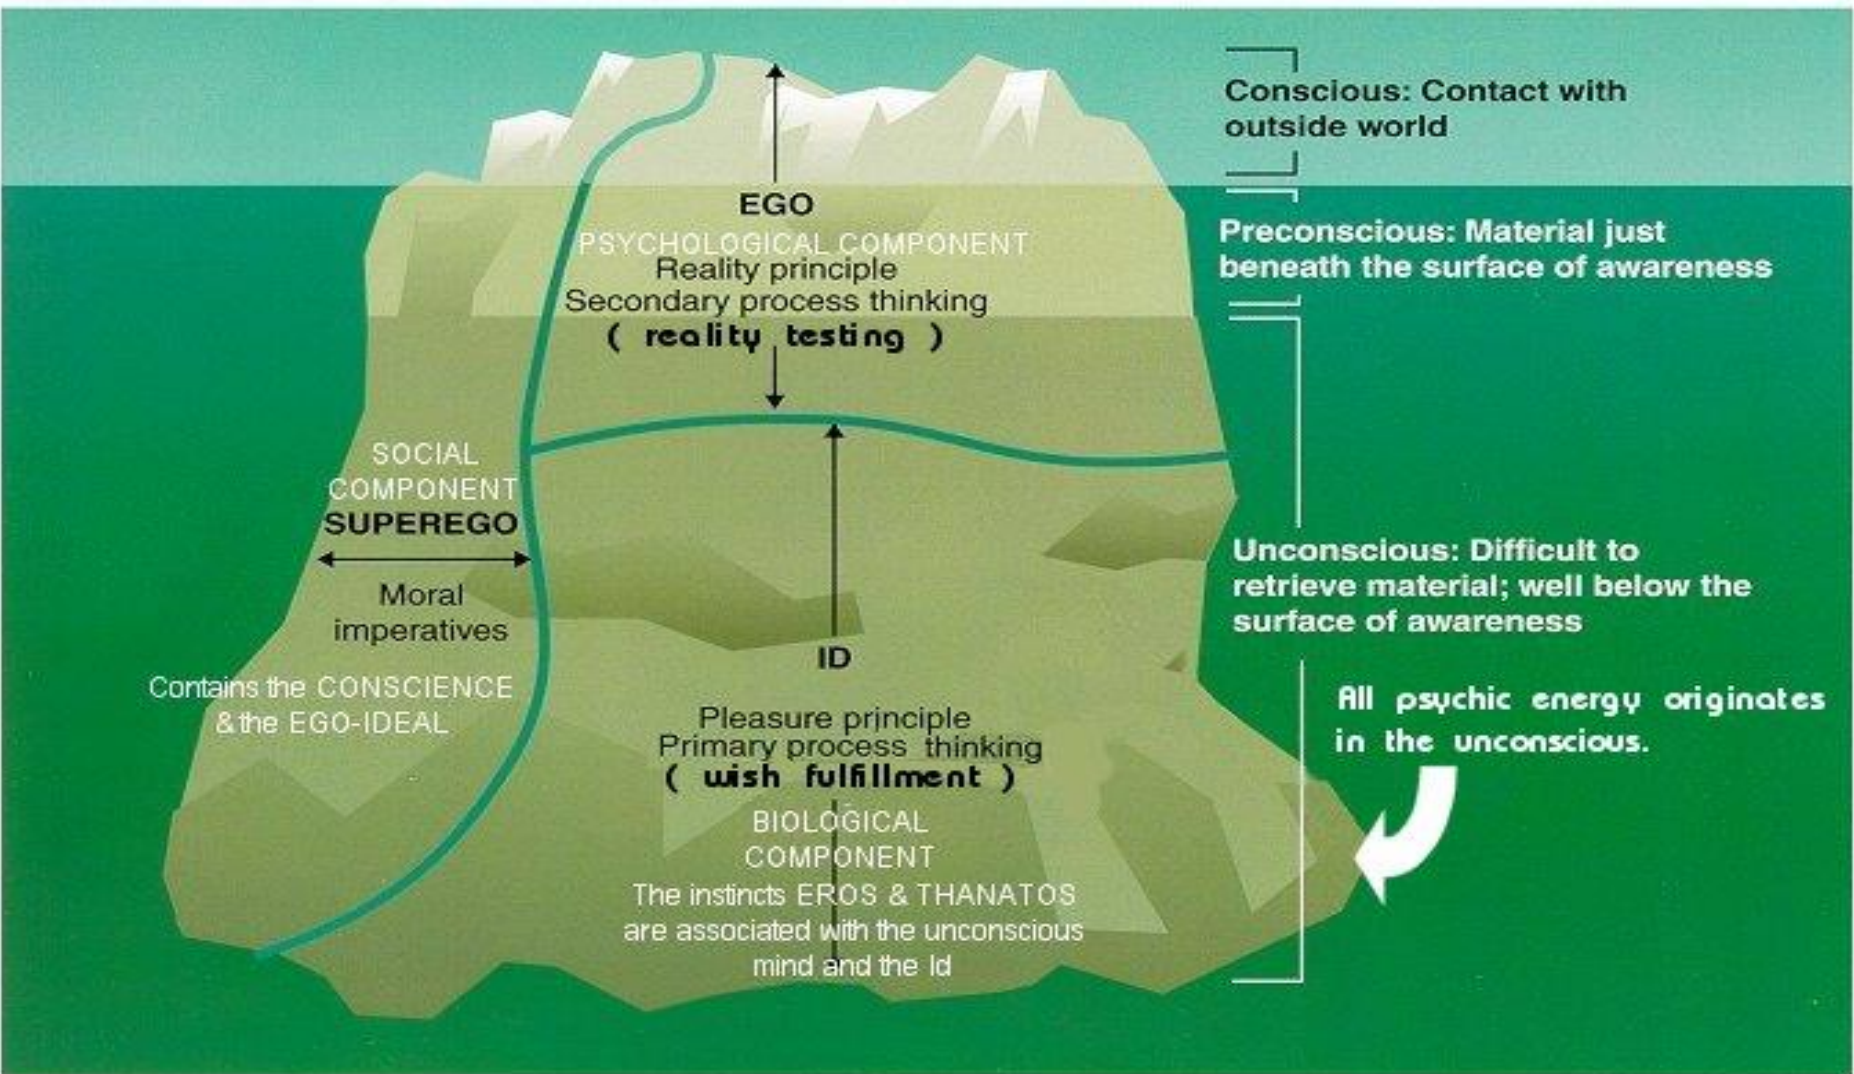 Conscious: Contact with
outside world
EGO
PSYCHOLOGICAL COMPONENT
Reality principle
Secondary process thinking
( reality testing )
Preconscious: Material just
beneath the surface of awareness
SOCIAL
COMPONENT
SUPEREGO
Moral
imperatives
Contains the CONSCIENCE
& the EGO-IDEAL
ID
Pleasure principle
Primary process thinking
( wish fulfillment )
BIOLOGICAL
COMPONENT
The instincts EROS & THANATOS
are associated with the unconscious
mind and the Id
Unconscious: Difficult to
retrieve material; well below the
surface of awareness
All psychic energy originates
in the unconscious.